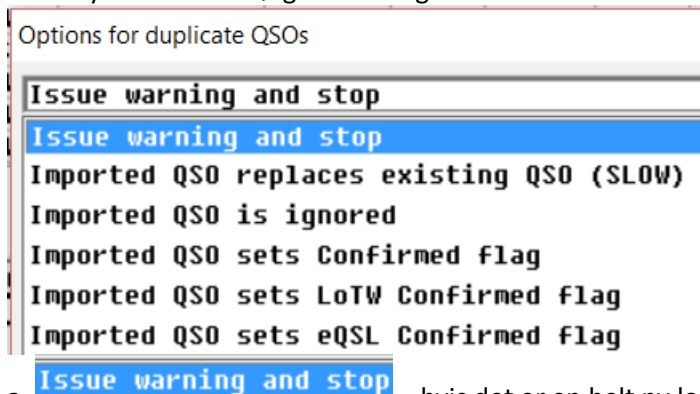 Options for duplicate QSOs
Issue warning and stop
Issue warning and stop
Imported QSO replaces existing QSO (SLOW)
Imported QSO is ignored
Imported QSO sets Confirmed flag
Imported QSO sets LoTW Confirmed flag
Imported QSO sets eQSL Confirmed flag
Issue warning and stop